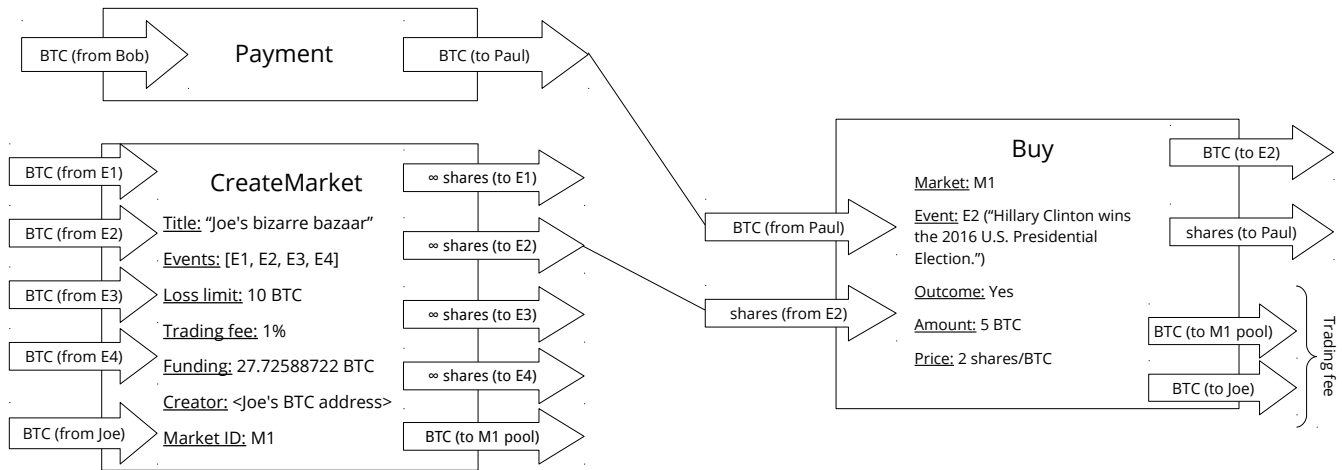 Payment
BTC (from Bob)
BTC (to Paul)
CreateMarket
BTC (from E1)
BTC (from E2)
BTC (from E3)
BTC (from E4)
BTC (from Joe)
Title: “Joe's bizarre bazaar”
Events: [E1, E2, E3, E4]
Loss limit: 10 BTC
Trading fee: 1%
Funding: 27.72588722 BTC
Creator: <Joe's BTC address>
Market ID: M1
∞ shares (to E1)
∞ shares (to E2)
∞ shares (to E3)
∞ shares (to E4)
BTC (to M1 pool)
Buy
BTC (from Paul)
shares (from E2)
Market: M1
Event: E2 (“Hillary Clinton wins
the 2016 U.S. Presidential
Election.”)
Outcome: Yes
Amount: 5 BTC
Price: 2 shares/BTC
BTC (to E2)
shares (to Paul)
BTC (to M1 pool)
BTC (to Joe)
Trading fee